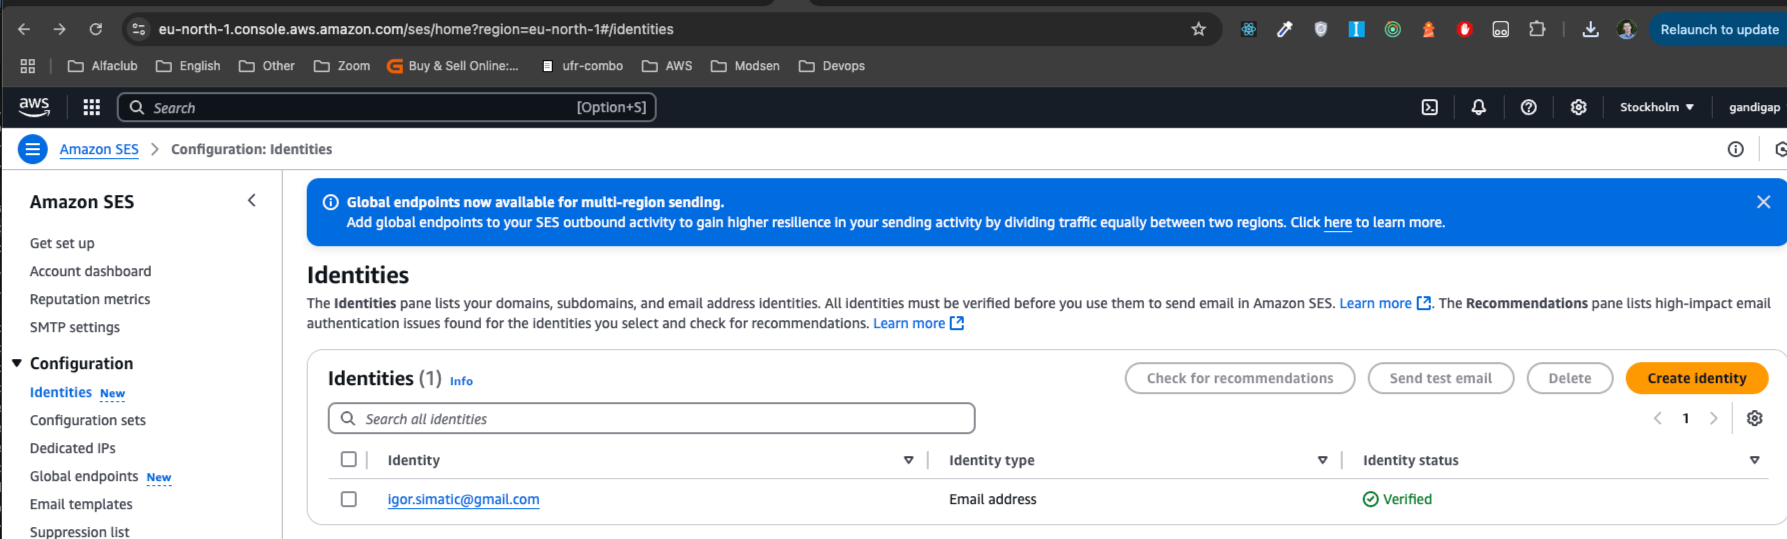 eu-north-1.console.aws.amazon.com/ses/home?region=eu-north-1#/identities
Relaunch to update
Alfaclub English Other Zoom Buy & Sell Online:... ufr-combo AWS Modsen Devops
aws Search [Option+S] Stockholm gandigap
Amazon SES Configuration: Identities
Amazon SES
Get set up
Account dashboard
Reputation metrics
SMTP settings
Configuration
Identities New
Configuration sets
Dedicated IPs
Global endpoints New
Email templates
Suppression list
Global endpoints now available for multi-region sending.
Add global endpoints to your SES outbound activity to gain higher resilience in your sending activity by dividing traffic equally between two regions. Click here to learn more.
Identities
The Identities pane lists your domains, subdomains, and email address identities. All identities must be verified before you use them to send email in Amazon SES. Learn more. The Recommendations pane lists high-impact email
authentication issues found for the identities you select and check for recommendations. Learn more
Identities (1) Info
Check for recommendations Send test email Delete Create identity
Search all identities
1
Identity Identity type Identity status
igor.simatic@gmail.com Email address Verified